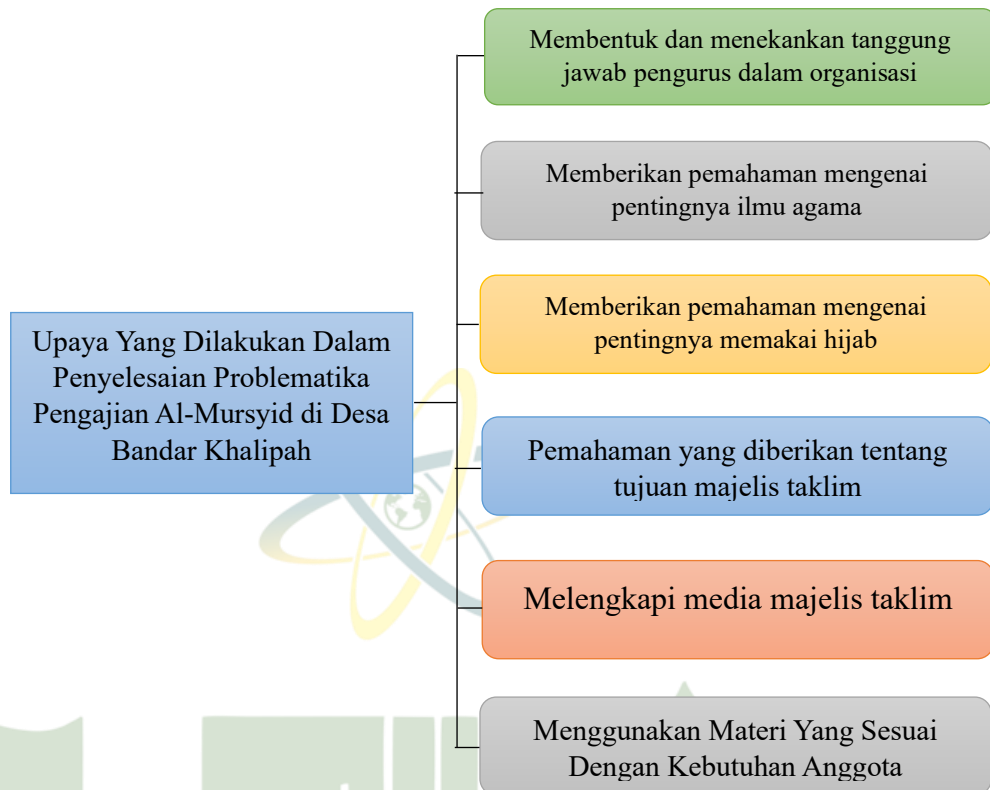 Membentuk dan menekankan tanggung
jawab pengurus dalam organisasi
Memberikan pemahaman mengenai
pentingnya ilmu agama
Memberikan pemahaman mengenai
pentingnya memakai hijab
Upaya Yang Dilakukan Dalam
Penyelesaian Problematika
Pengajian Al-Mursyid di Desa
Bandar Khalipah
Pemahaman yang diberikan tentang
tujuan majelis taklim
Melengkapi media majelis taklim
Menggunakan Materi Yang Sesuai
Dengan Kebutuhan Anggota